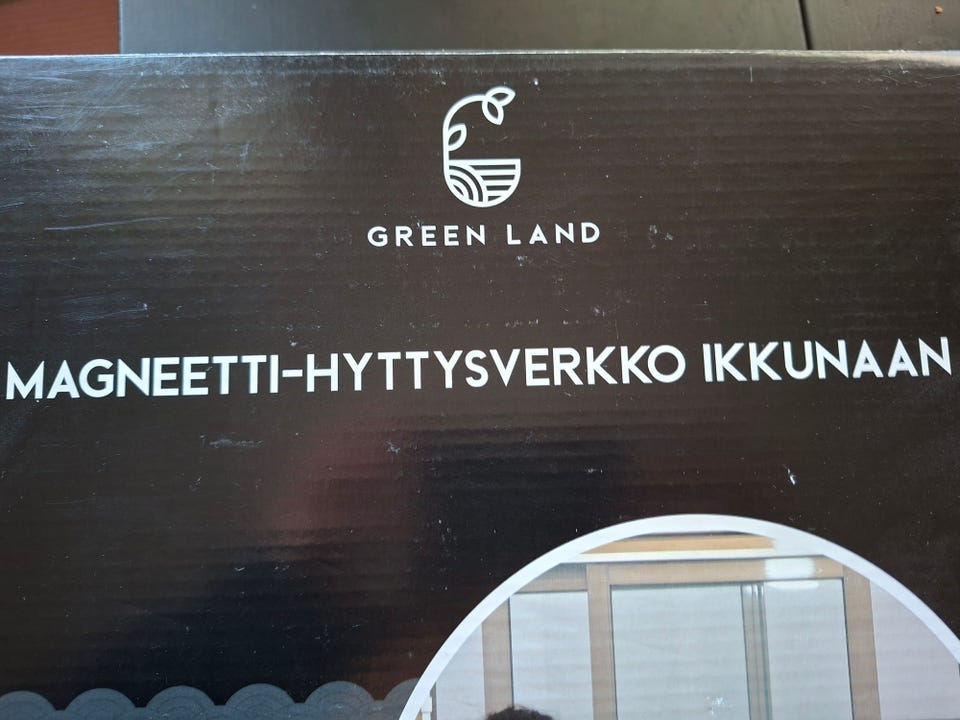 GREEN LAND
MAGNEETTI-HYTTYSVERKKO IKKUNAAN